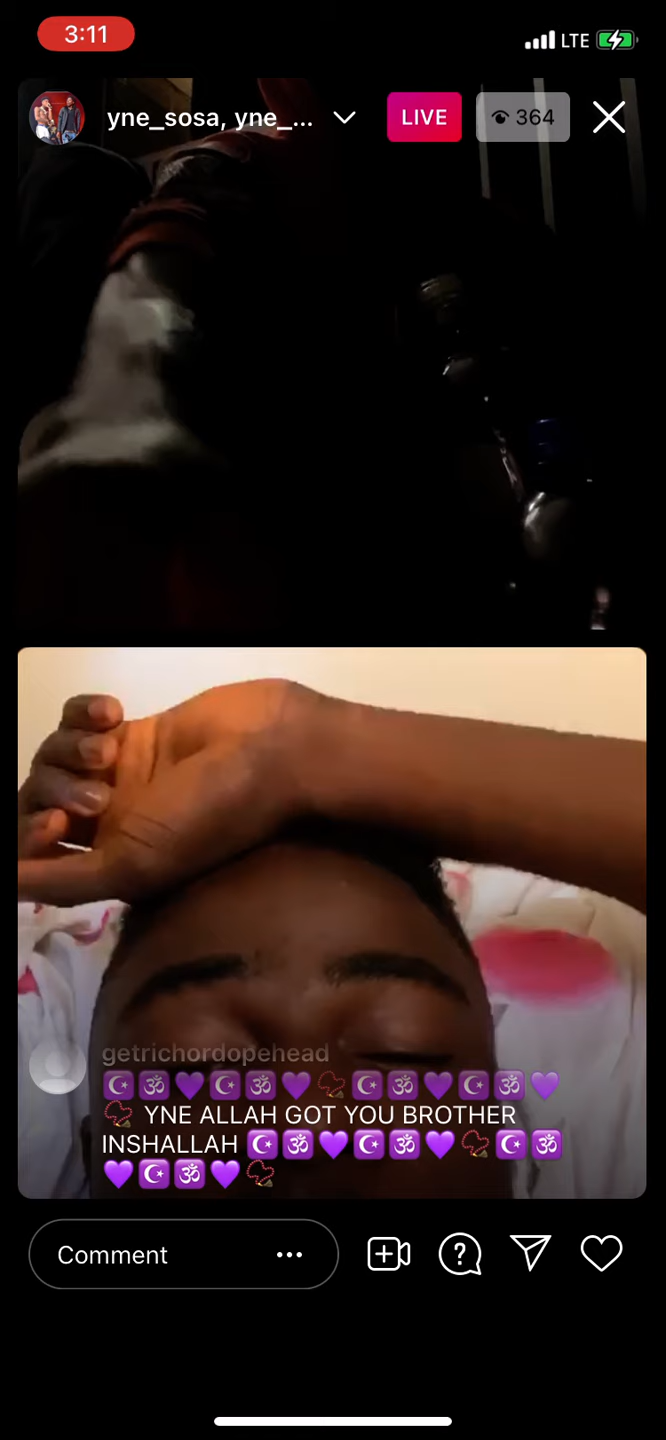 3:11
LTE
yne_sosa, yne_...
LIVE
364
getrichordopehead
☪️🕉️💜☪️🕉️💜📿☪️🕉️💜☪️🕉️💜
📿 YNE ALLAH GOT YOU BROTHER
INSHALLAH ☪️🕉️💜☪️🕉️💜📿☪️🕉️
💜☪️🕉️💜📿
Comment